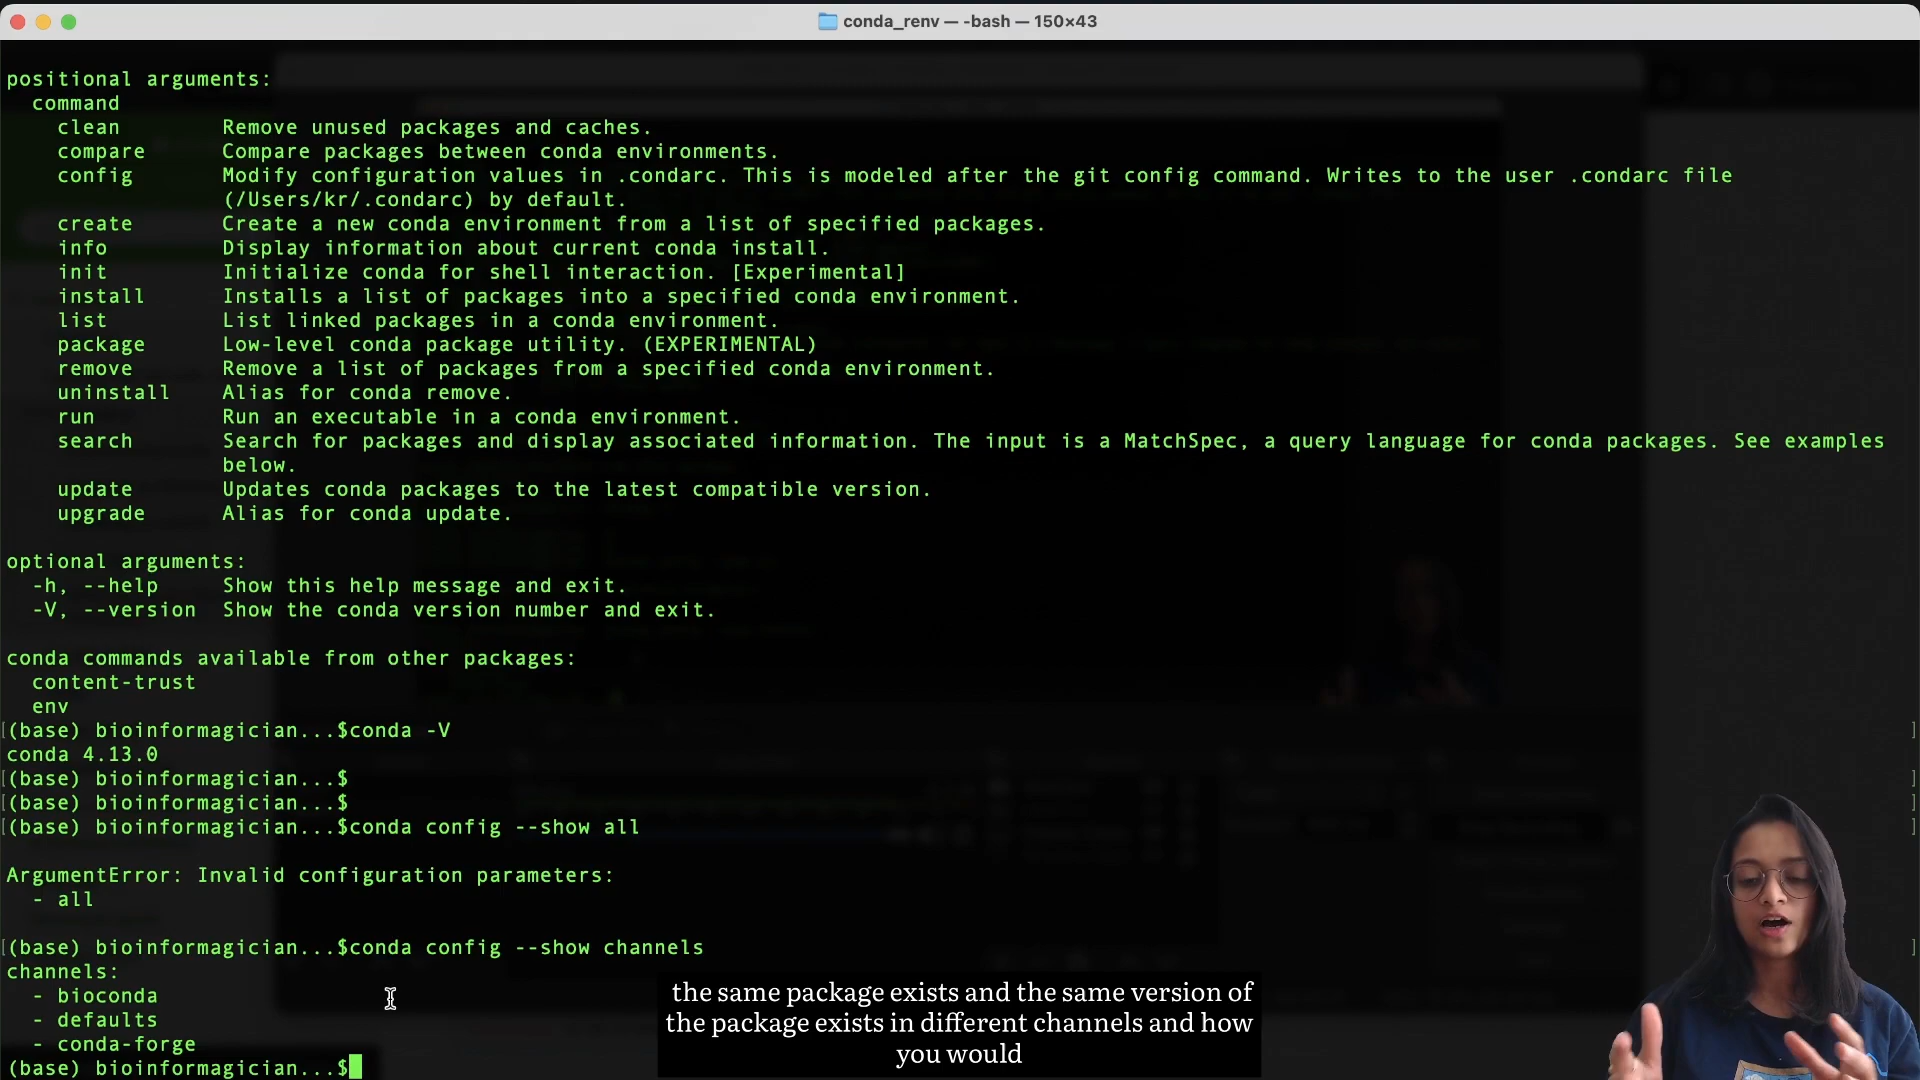 conda_renv — -bash — 150×43
positional arguments:
command
clean Remove unused packages and caches.
compare Compare packages between conda environments.
config Modify configuration values in .condarc. This is modeled after the git config command. Writes to the user .condarc file
(/Users/kr/.condarc) by default.
create Create a new conda environment from a list of specified packages.
info Display information about current conda install.
init Initialize conda for shell interaction. [Experimental]
install Installs a list of packages into a specified conda environment.
list List linked packages in a conda environment.
package Low-level conda package utility. (EXPERIMENTAL)
remove Remove a list of packages from a specified conda environment.
uninstall Alias for conda remove.
run Run an executable in a conda environment.
search Search for packages and display associated information. The input is a MatchSpec, a query language for conda packages. See examples
below.
update Updates conda packages to the latest compatible version.
upgrade Alias for conda update.
optional arguments:
-h, --help Show this help message and exit.
-V, --version Show the conda version number and exit.
conda commands available from other packages:
content-trust
env
[(base) bioinformagician...$conda -V ]
conda 4.13.0
[(base) bioinformagician...$ ]
[(base) bioinformagician...$ ]
[(base) bioinformagician...$conda config --show all ]
ArgumentError: Invalid configuration parameters:
- all
[(base) bioinformagician...$conda config --show channels ]
channels:
- bioconda
- defaults
- conda-forge
(base) bioinformagician...$
the same package exists and the same version of
the package exists in different channels and how
you would